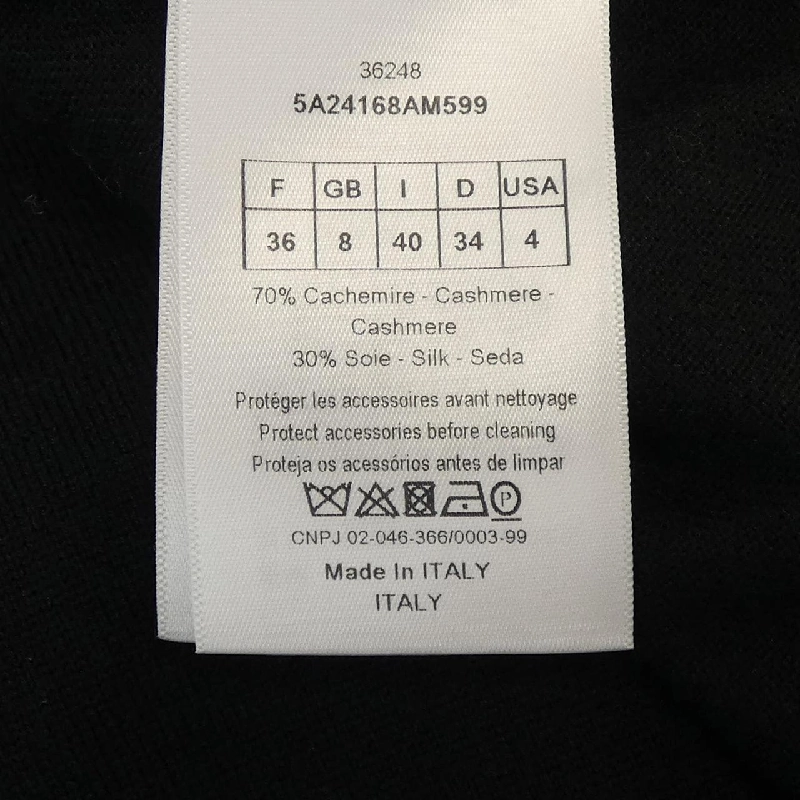 36248
5A24168AM599
F GB I D USA
36 8 40 34 4
70% Cachemire - Cashmere -
Cashmere
30% Soie - Silk - Seda
Protéger les accessoires avant nettoyage
Protect accessories before cleaning
Proteja os acessórios antes de limpar
P
CNPJ 02-046-366/0003-99
Made In ITALY
ITALY